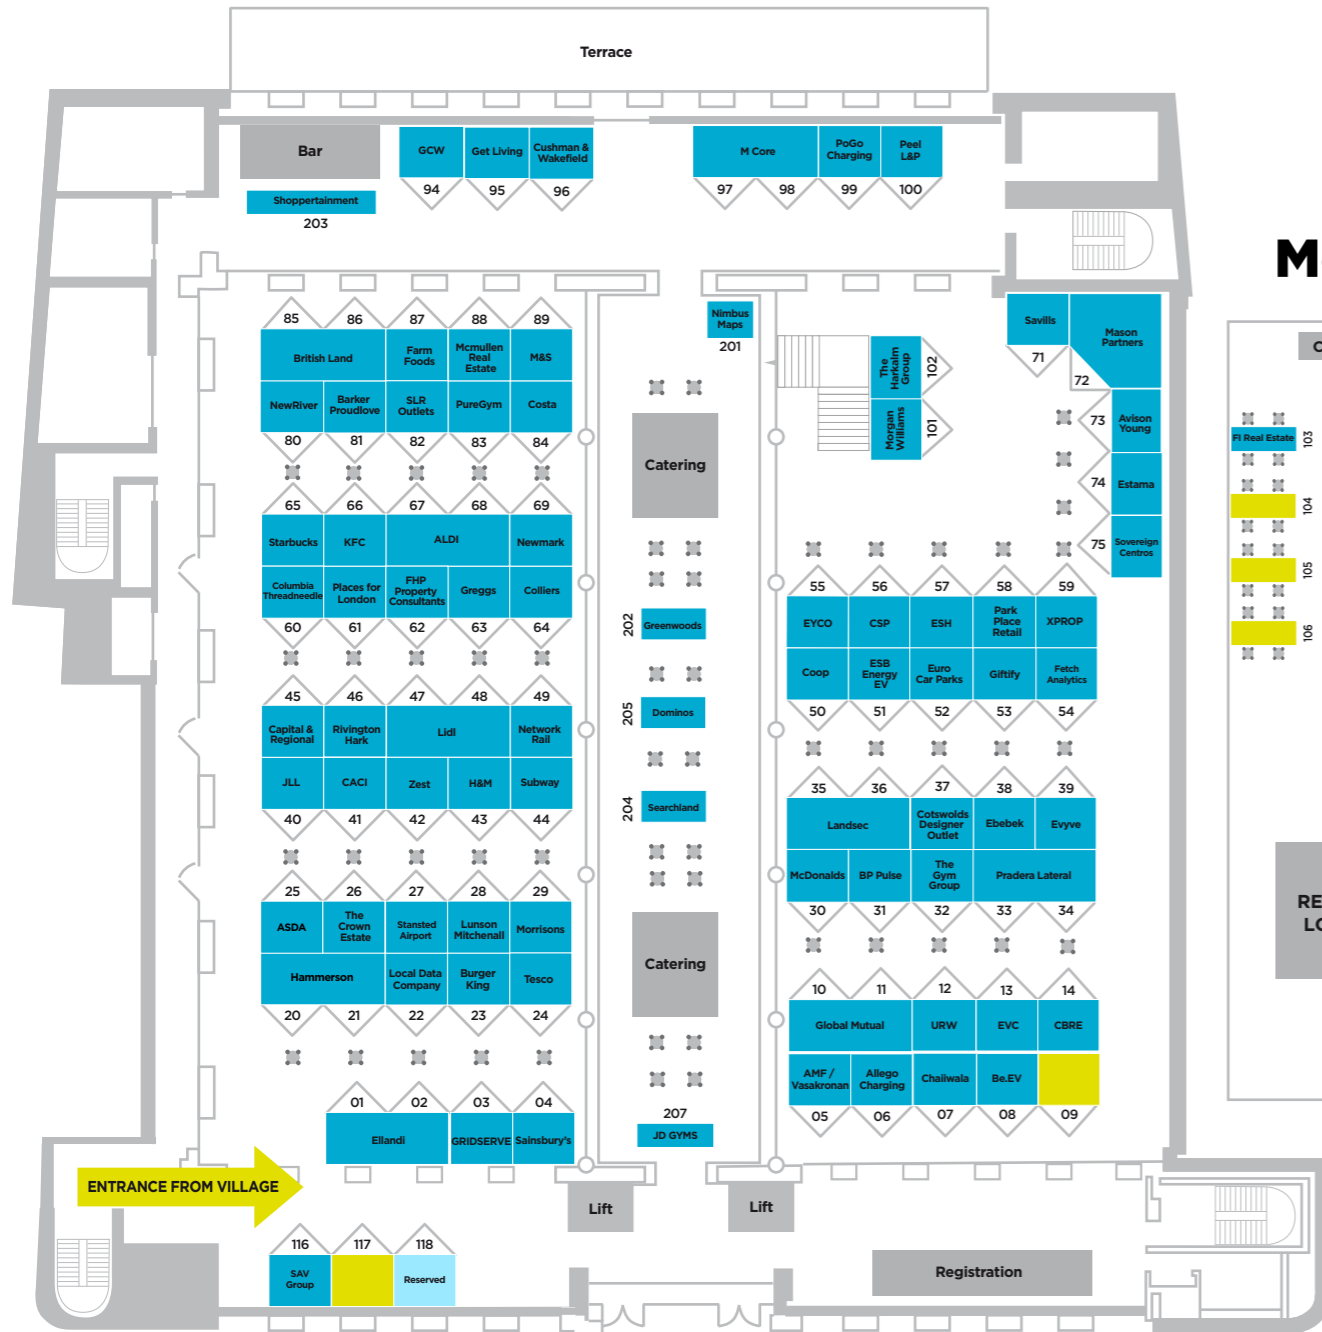 Terrace
Bar
GCW
Get Living
Cushman &
Wakefield
M Core
PoGo
Charging
Peel
L&P
94
95
96
97
98
99
100
Shoppertainment
203
M
85
86
87
88
89
British Land
Farm
Foods
Mcmullen
Real
Estate
M&S
NewRiver
Barker
Proudlove
SLR
Outlets
PureGym
Costa
80
81
82
83
84
Nimbus
Maps
201
The
Harkalm
Group
102
Morgan
Williams
101
Savills
71
Mason
Partners
72
73
Avison
Young
74
Estama
75
Sovereign
Centros
C
FI Real Estate
103
104
105
106
Catering
65
66
67
68
69
Starbucks
KFC
ALDI
Newmark
Columbia
Threadneedle
Places for
London
FHP
Property
Consultants
Greggs
Colliers
60
61
62
63
64
202
Greenwoods
205
Dominos
204
Searchland
55
56
57
58
59
EYCO
CSP
ESH
Park
Place
Retail
XPROP
Coop
ESB
Energy
EV
Euro
Car Parks
Giftify
Fetch
Analytics
50
51
52
53
54
45
46
47
48
49
Capital &
Regional
Rivington
Hark
Lidl
Network
Rail
JLL
CACI
Zest
H&M
Subway
40
41
42
43
44
35
36
37
38
39
Landsec
Cotswolds
Designer
Outlet
Ebebek
Evyve
McDonalds
BP Pulse
The
Gym
Group
Pradera Lateral
30
31
32
33
34
RE
LO
25
26
27
28
29
ASDA
The
Crown
Estate
Stansted
Airport
Lunson
Mitchenall
Morrisons
Hammerson
Local Data
Company
Burger
King
Tesco
20
21
22
23
24
Catering
10
11
12
13
14
Global Mutual
URW
EVC
CBRE
AMF /
Vasakronan
Allego
Charging
Chaiiwala
Be.EV
05
06
07
08
09
01
02
03
04
Ellandi
GRIDSERVE
Sainsbury's
207
JD GYMS
ENTRANCE FROM VILLAGE
Lift
Lift
116
117
118
SAV
Group
Reserved
Registration